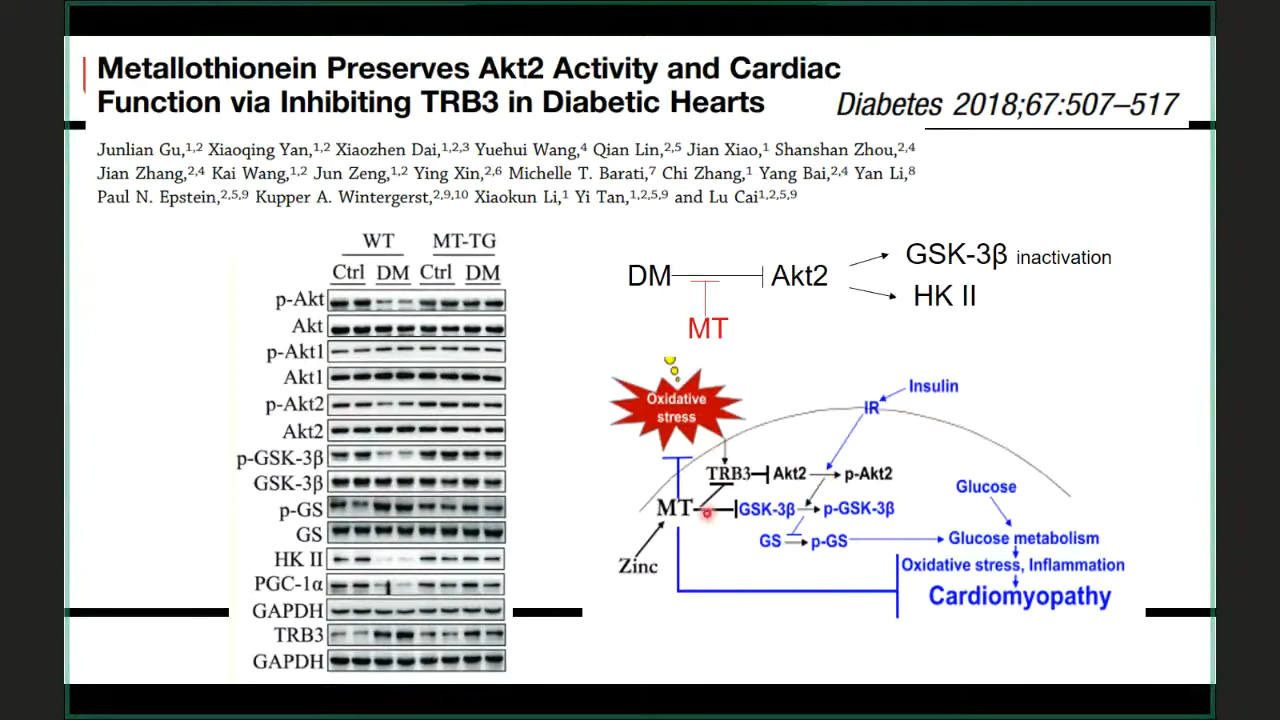 Metallothionein Preserves Akt2 Activity and Cardiac
Function via Inhibiting TRB3 in Diabetic Hearts
Diabetes 2018;67:507–517
Junlian Gu,1,2 Xiaoqing Yan,1,2 Xiaozhen Dai,1,2,3 Yuehui Wang,4 Qian Lin,2,5 Jian Xiao,1 Shanshan Zhou,2,4
Jian Zhang,2,4 Kai Wang,1,2 Jun Zeng,1,2 Ying Xin,2,6 Michelle T. Barati,7 Chi Zhang,1 Yang Bai,2,4 Yan Li,8
Paul N. Epstein,2,5,9 Kupper A. Wintergerst,2,9,10 Xiaokun Li,1 Yi Tan,1,2,5,9 and Lu Cai1,2,5,9
WT MT-TG
Ctrl DM Ctrl DM
p-Akt
Akt
p-Akt1
Akt1
p-Akt2
Akt2
p-GSK-3β
GSK-3β
p-GS
GS
HK II
PGC-1α
GAPDH
TRB3
GAPDH
DM Akt2 GSK-3β inactivation
HK II
MT
Oxidative
stress
Insulin
IR
TRB3 Akt2 p-Akt2
MT GSK-3β p-GSK-3β
Glucose
GS p-GS Glucose metabolism
Zinc
Oxidative stress, Inflammation
Cardiomyopathy